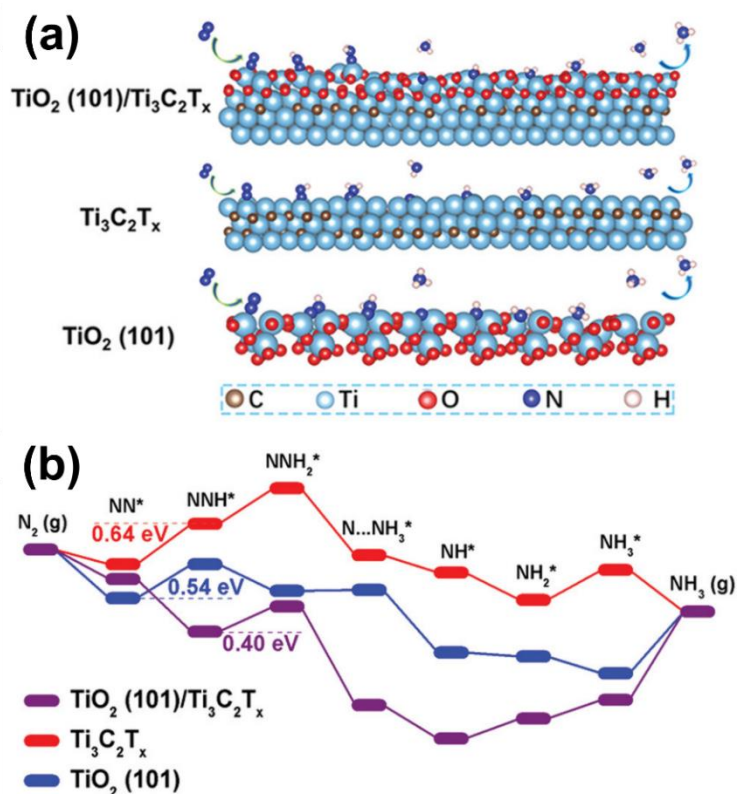 (a)
TiO₂ (101)/Ti₃C₂Tₓ
Ti₃C₂Tₓ
TiO₂ (101)
C Ti O N H
(b)
N₂ (g) NN* NNH* NNH₂* N...NH₃* NH* NH₂* NH₃* NH₃ (g)
0.64 eV
0.54 eV
0.40 eV
TiO₂ (101)/Ti₃C₂Tₓ
Ti₃C₂Tₓ
TiO₂ (101)